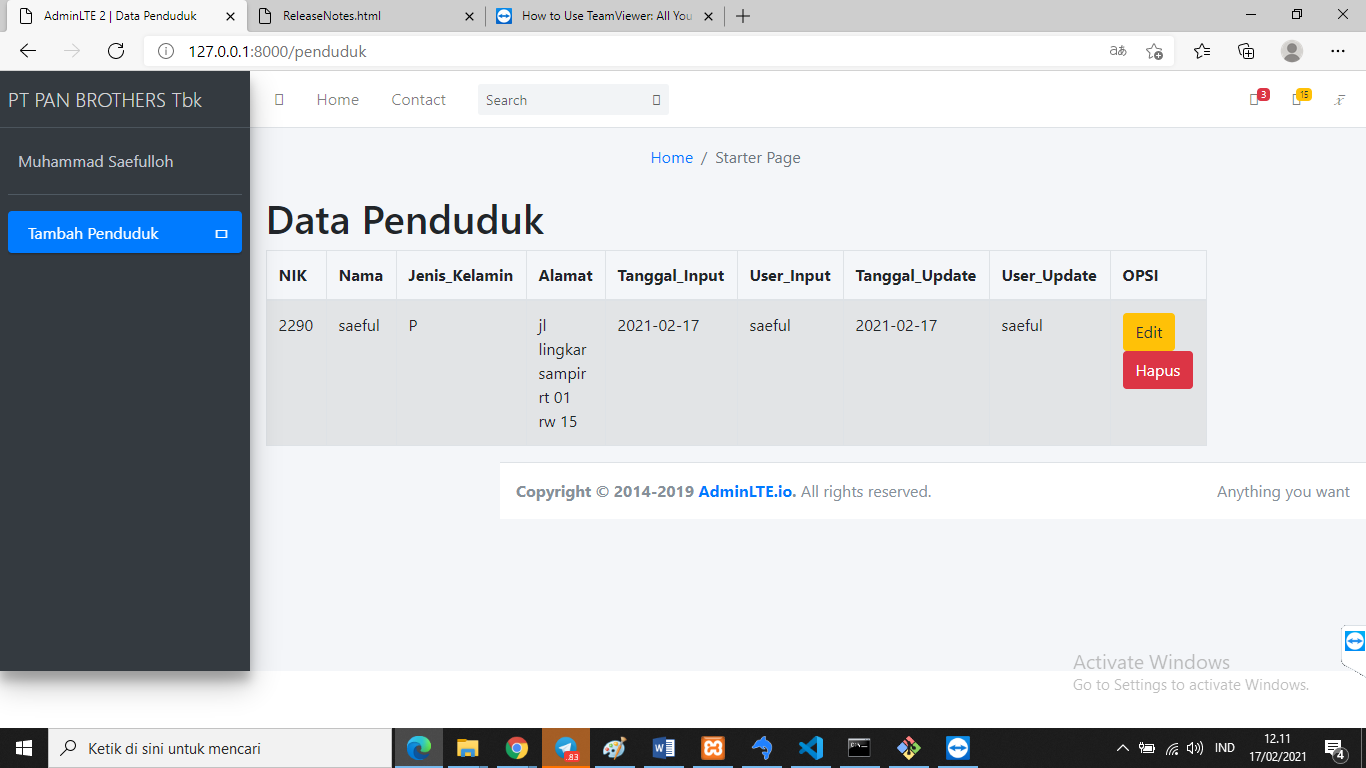 AdminLTE 2 | Data Penduduk
ReleaseNotes.html
How to Use TeamViewer: All You
127.0.0.1:8000/penduduk
PT PAN BROTHERS Tbk
Home
Contact
Search
3
15
Muhammad Saefulloh
Home / Starter Page
Tambah Penduduk
Data Penduduk
NIK Nama Jenis_Kelamin Alamat Tanggal_Input User_Input Tanggal_Update User_Update OPSI
2290 saeful P jl 2021-02-17 saeful 2021-02-17 saeful Edit
lingkar
sampir Hapus
rt 01
rw 15
Copyright © 2014-2019 AdminLTE.io. All rights reserved. Anything you want
Activate Windows
Go to Settings to activate Windows.
Ketik di sini untuk mencari
83
IND
12.11
17/02/2021
4